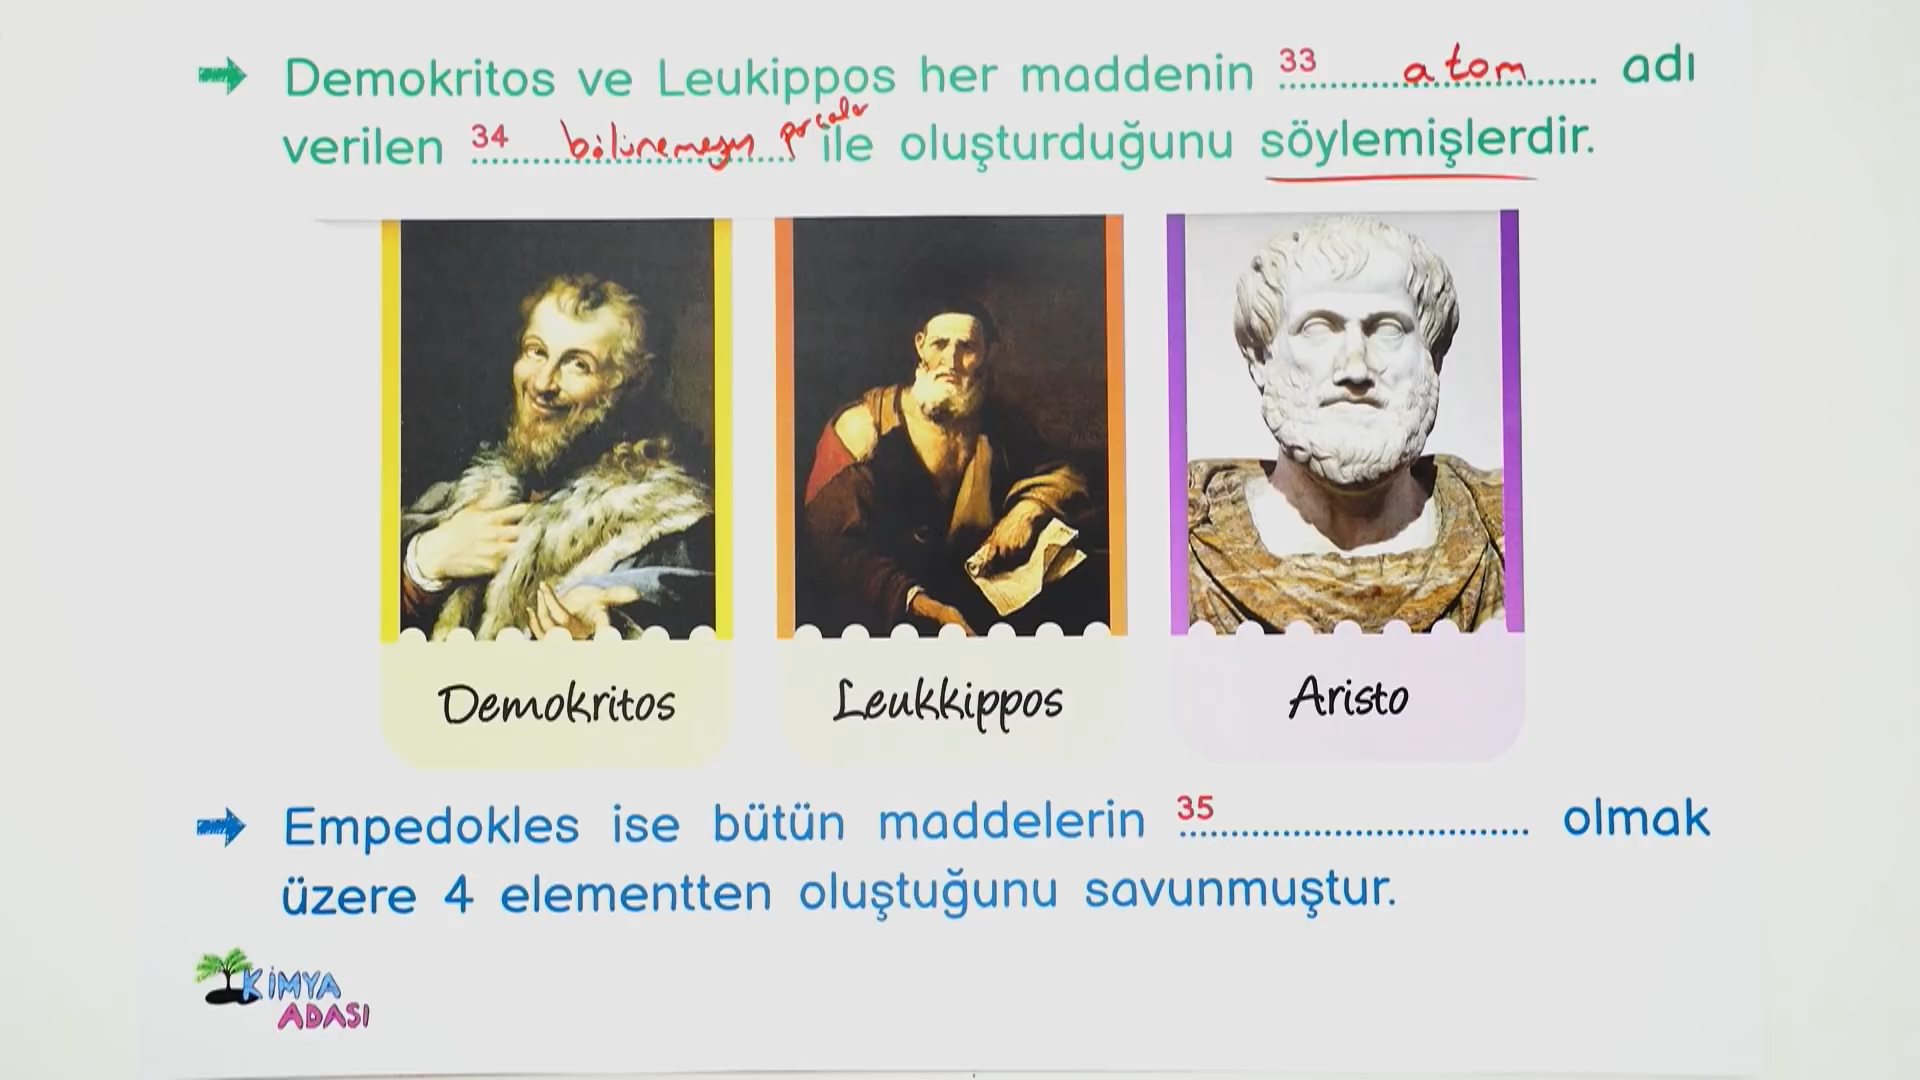 Demokritos ve Leukippos her maddenin 33 atom adı
verilen 34 bölünemeyen parçalar ile oluşturduğunu söylemişlerdir.
Demokritos Leukkippos Aristo
Empedokles ise bütün maddelerin 35 olmak
üzere 4 elementten oluştuğunu savunmuştur.
KİMYA
ADASI